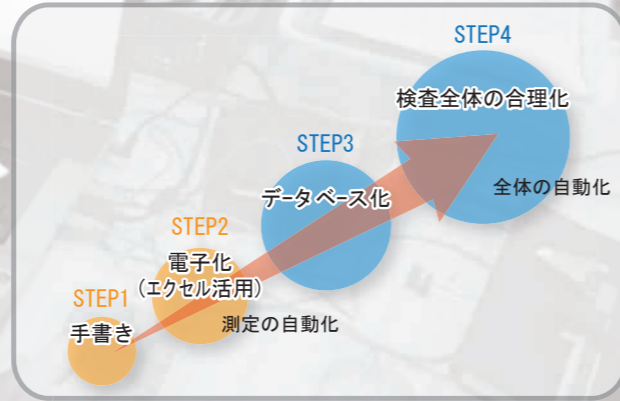 STEP4
検査全体の合理化
全体の自動化
STEP3
データベース化
STEP2
電子化
(エクセル活用)
測定の自動化
STEP1
手書き